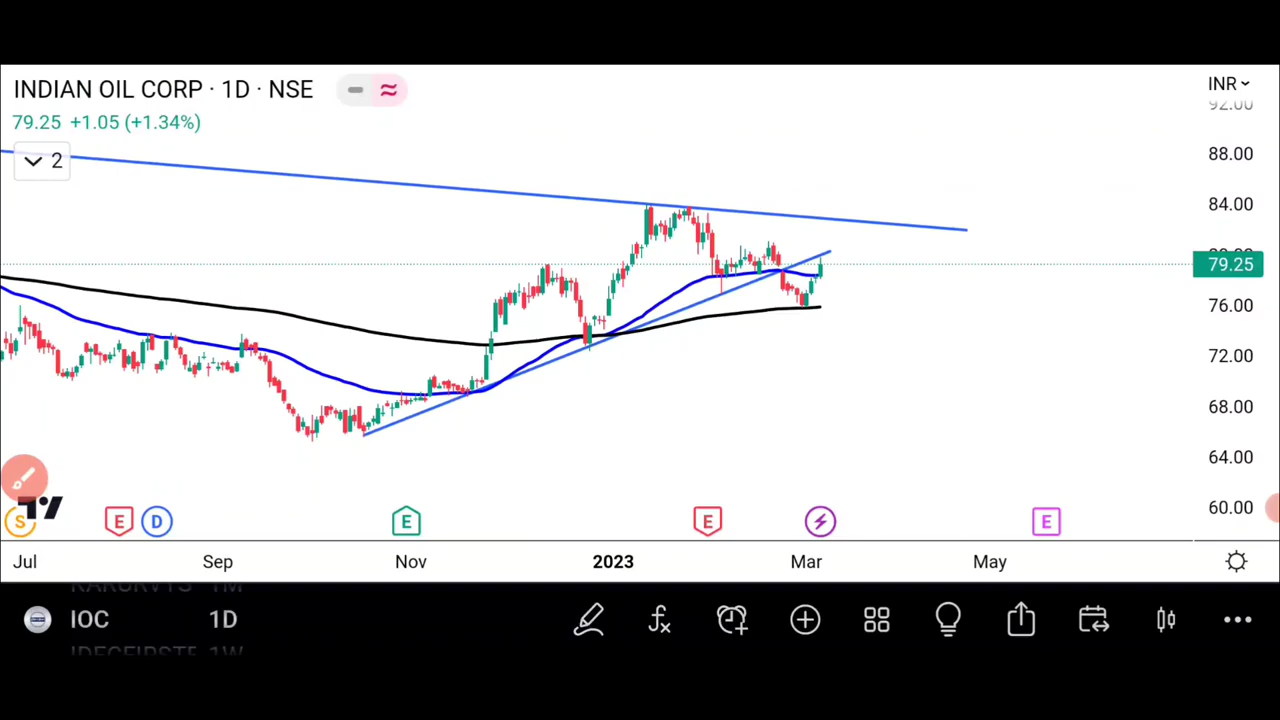 INDIAN OIL CORP · 1D · NSE
INR
92.00
79.25 +1.05 (+1.34%)
2
88.00
84.00
79.25
76.00
72.00
68.00
64.00
60.00
S E D E E E
Jul Sep Nov 2023 Mar May
IOC 1D
1W